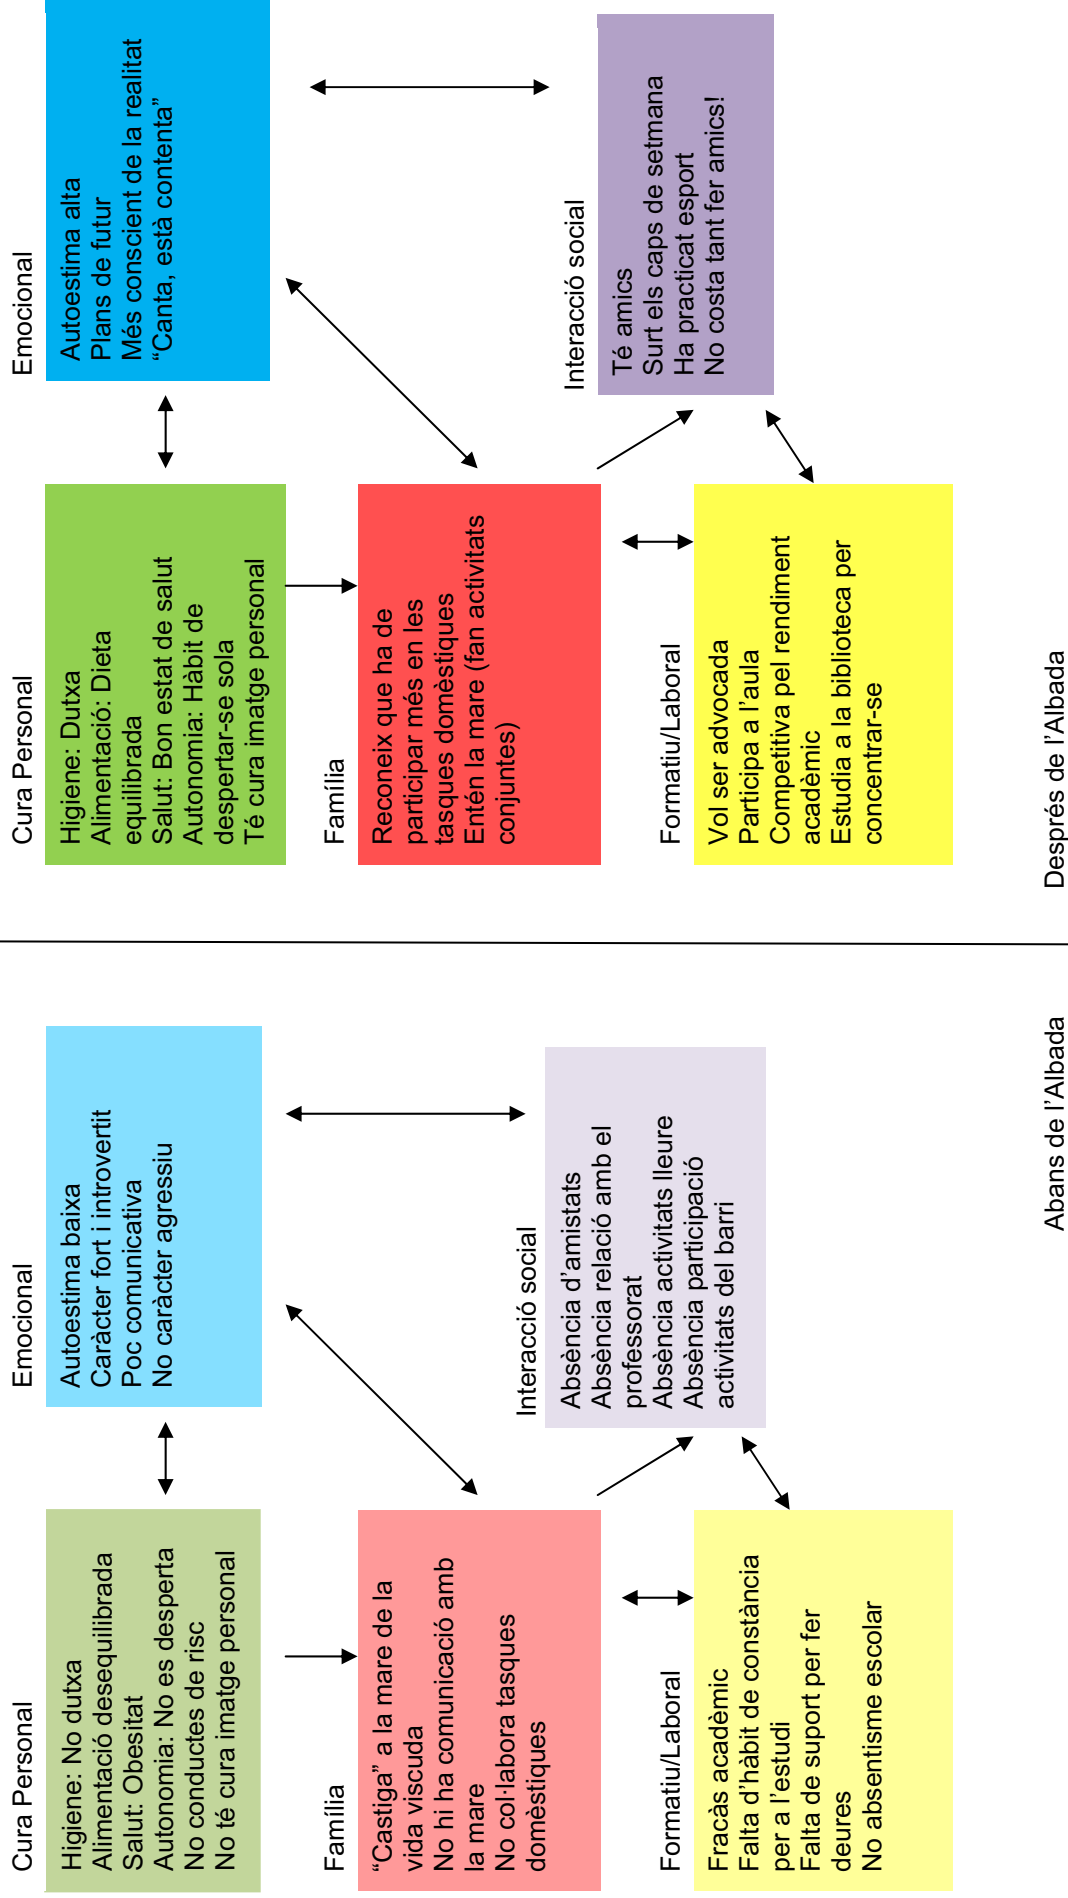 Cura Personal
Higiene: No dutxa
Alimentació desequilibrada
Salut: Obesitat
Autonomia: No es desperta
No conductes de risc
No té cura imatge personal
Emocional
Autoestima baixa
Caràcter fort i introvertit
Poc comunicativa
No caràcter agressiu
Família
“Castiga” a la mare de la
vida viscuda
No hi ha comunicació amb
la mare
No col·labora tasques
domèstiques
Interacció social
Absència d’amistats
Absència relació amb el
professorat
Absència activitats lleure
Absència participació
activitats del barri
Formatiu/Laboral
Fracàs acadèmic
Falta d’hàbit de constància
per a l’estudi
Falta de suport per fer
deures
No absentisme escolar
Abans de l’Albada
Cura Personal
Higiene: Dutxa
Alimentació: Dieta
equilibrada
Salut: Bon estat de salut
Autonomia: Hàbit de
despertar-se sola
Té cura imatge personal
Emocional
Autoestima alta
Plans de futur
Més conscient de la realitat
“Canta, està contenta”
Família
Reconeix que ha de
participar més en les
tasques domèstiques
Entén la mare (fan activitats
conjuntes)
Interacció social
Té amics
Surt els caps de setmana
Ha practicat esport
No costa tant fer amics!
Formatiu/Laboral
Vol ser advocada
Participa a l’aula
Competitiva pel rendiment
acadèmic
Estudia a la biblioteca per
concentrar-se
Després de l’Albada